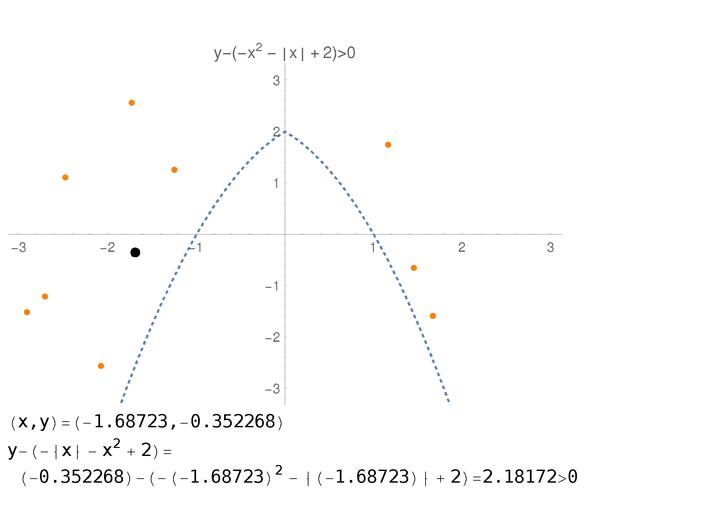 y−(−x² − |x| + 2)>0
3
2
1
−3 −2 −1 1 2 3
−1
−2
−3
(x,y)=(−1.68723,−0.352268)
y−(−|x| − x² + 2)=
(−0.352268)−(−(−1.68723)² − |(−1.68723)| + 2)=2.18172>0